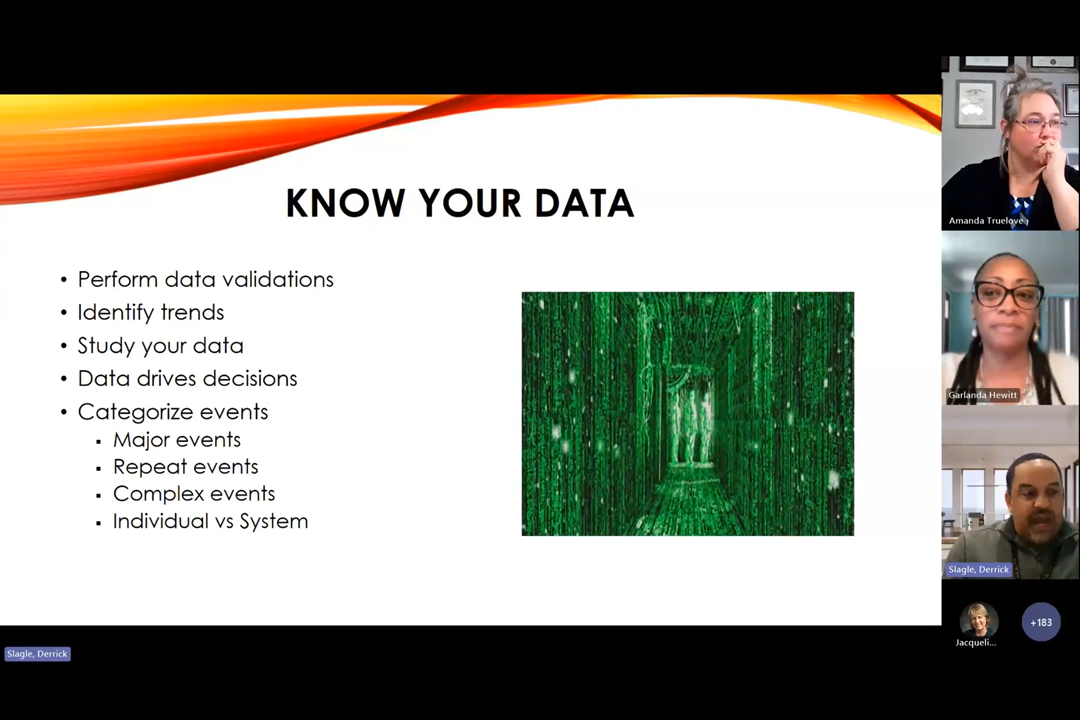 KNOW YOUR DATA
• Perform data validations
• Identify trends
• Study your data
• Data drives decisions
• Categorize events
▪ Major events
▪ Repeat events
▪ Complex events
▪ Individual vs System
Amanda Truelove
Garlanda Hewitt
Slagle, Derrick
Jacqueli...
+183
Slagle, Derrick